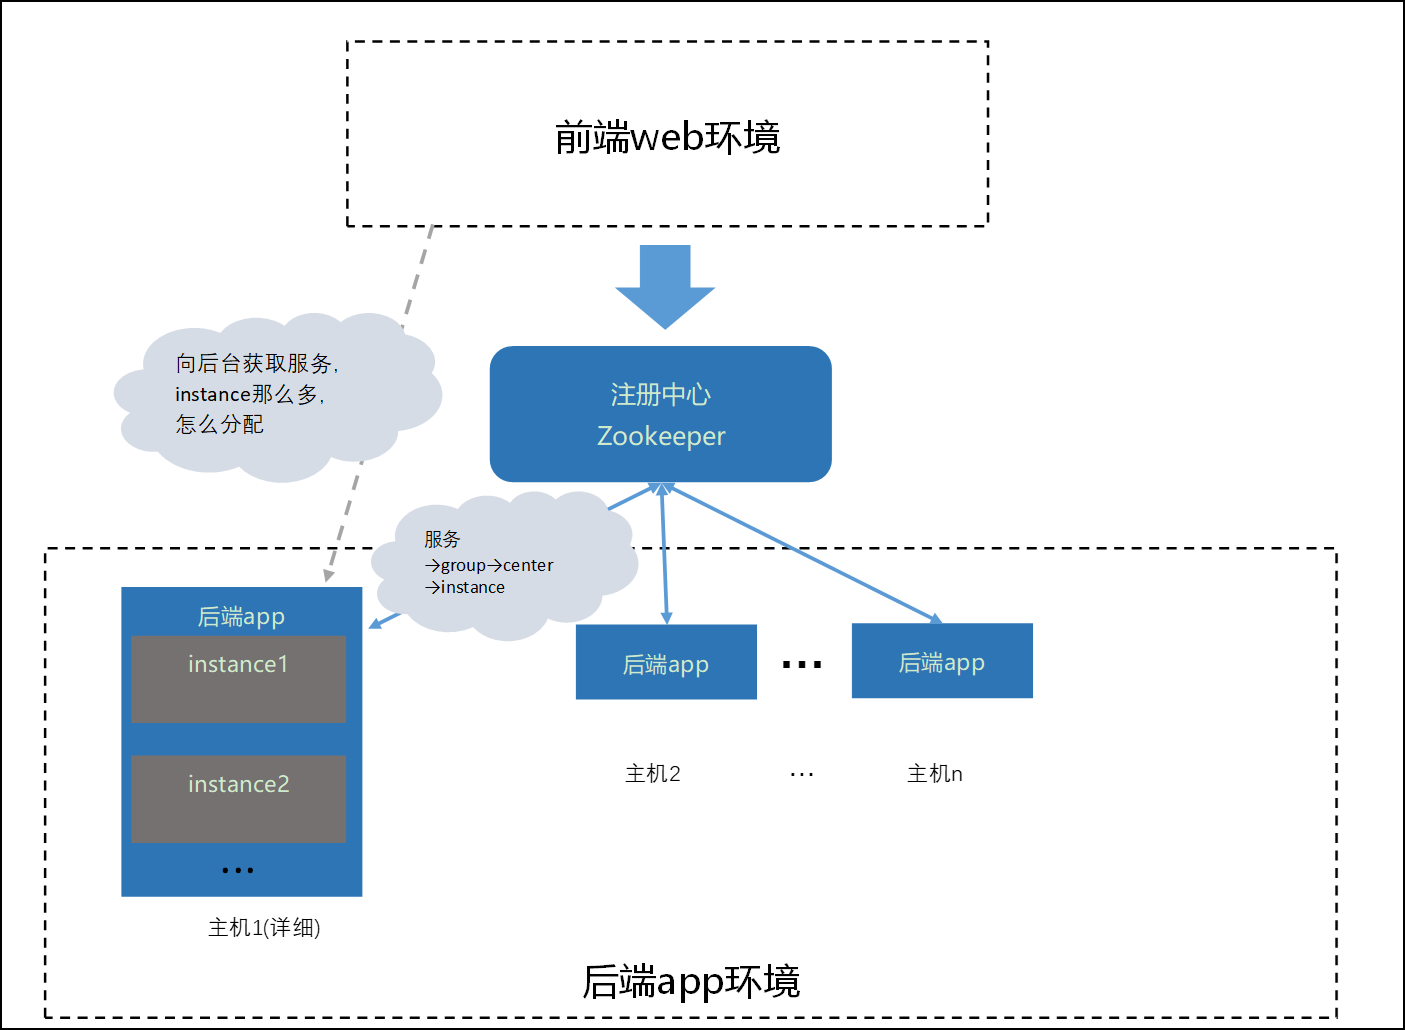 前端web环境
向后台获取服务,
instance那么多,
怎么分配
注册中心
Zookeeper
服务
→group→center
→instance
后端app
instance1
instance2
...
主机1(详细)
后端app
...
后端app
主机2
...
主机n
后端app环境